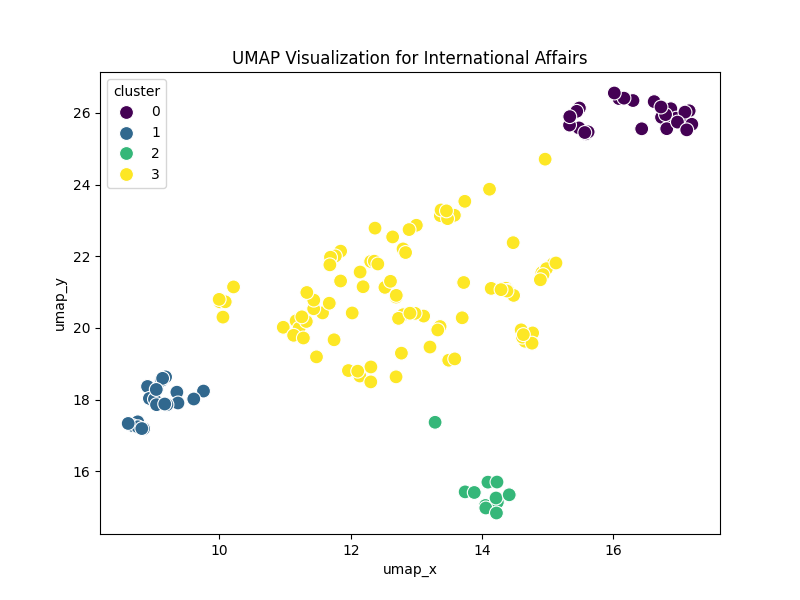 UMAP Visualization for International Affairs
cluster
0
1
2
3
26
24
22
20
18
16
umap_y
10 12 14 16
umap_x